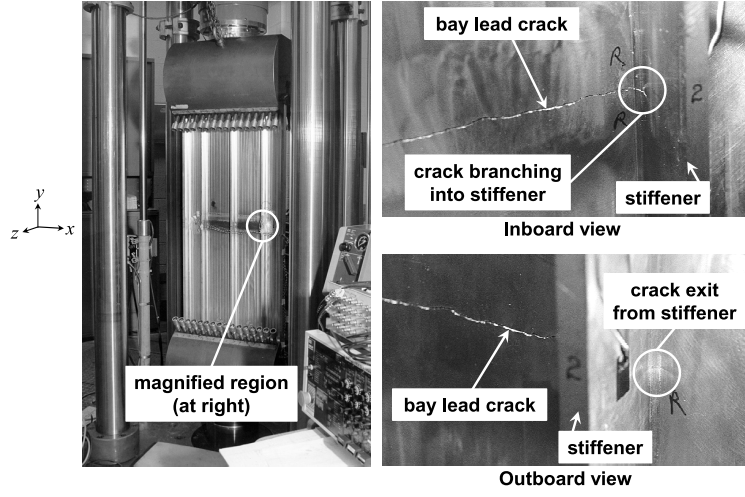 y
z
x
magnified region
(at right)
bay lead crack
R
R
2
crack branching
into stiffener
stiffener
Inboard view
crack exit
from stiffener
2
bay lead crack
R
stiffener
Outboard view